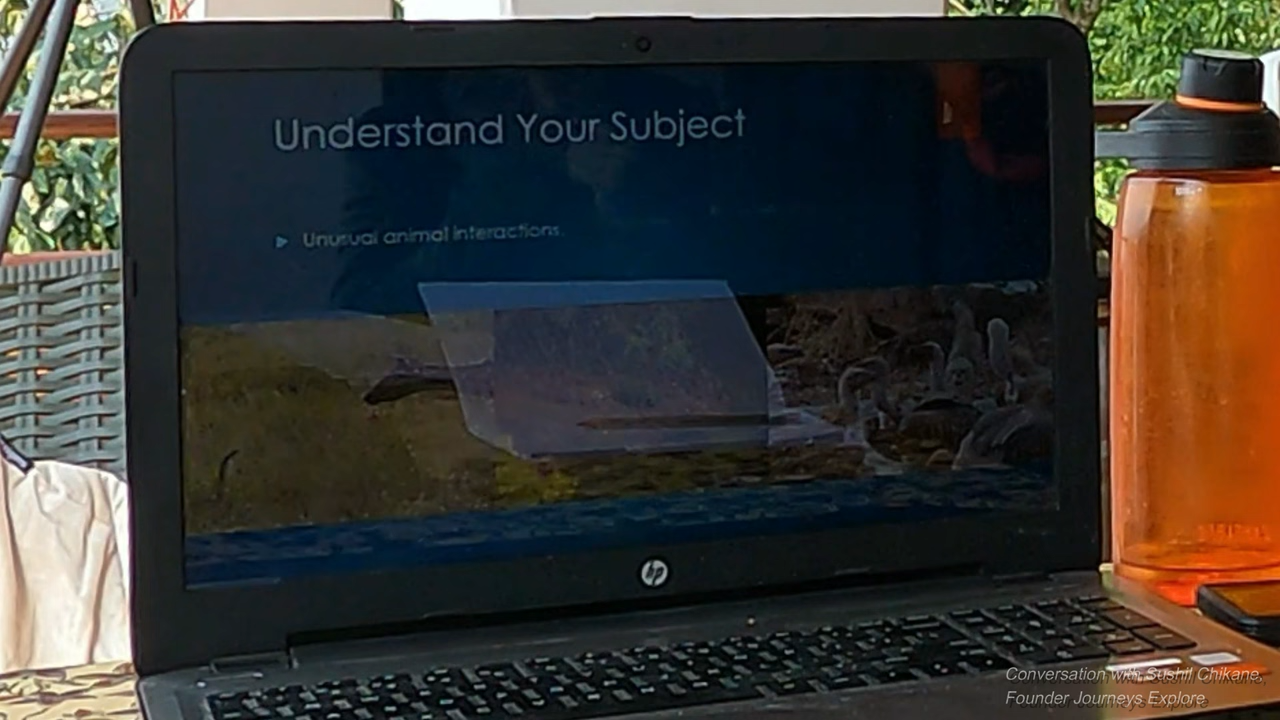 Understand Your Subject
Unusual animal interactions.
hp
Conversation with Sushil Chikane,
Founder Journeys Explore